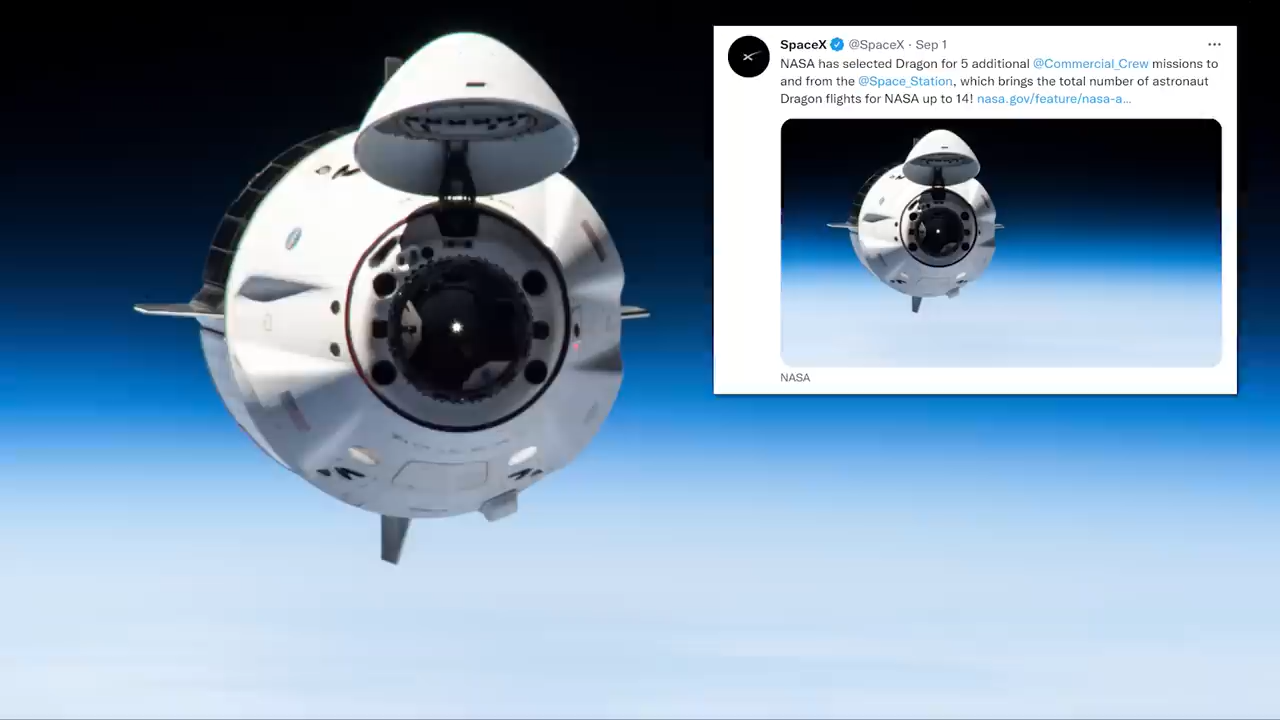 SpaceX @SpaceX · Sep 1
NASA has selected Dragon for 5 additional @Commercial_Crew missions to
and from the @Space_Station, which brings the total number of astronaut
Dragon flights for NASA up to 14! nasa.gov/feature/nasa-a…
NASA